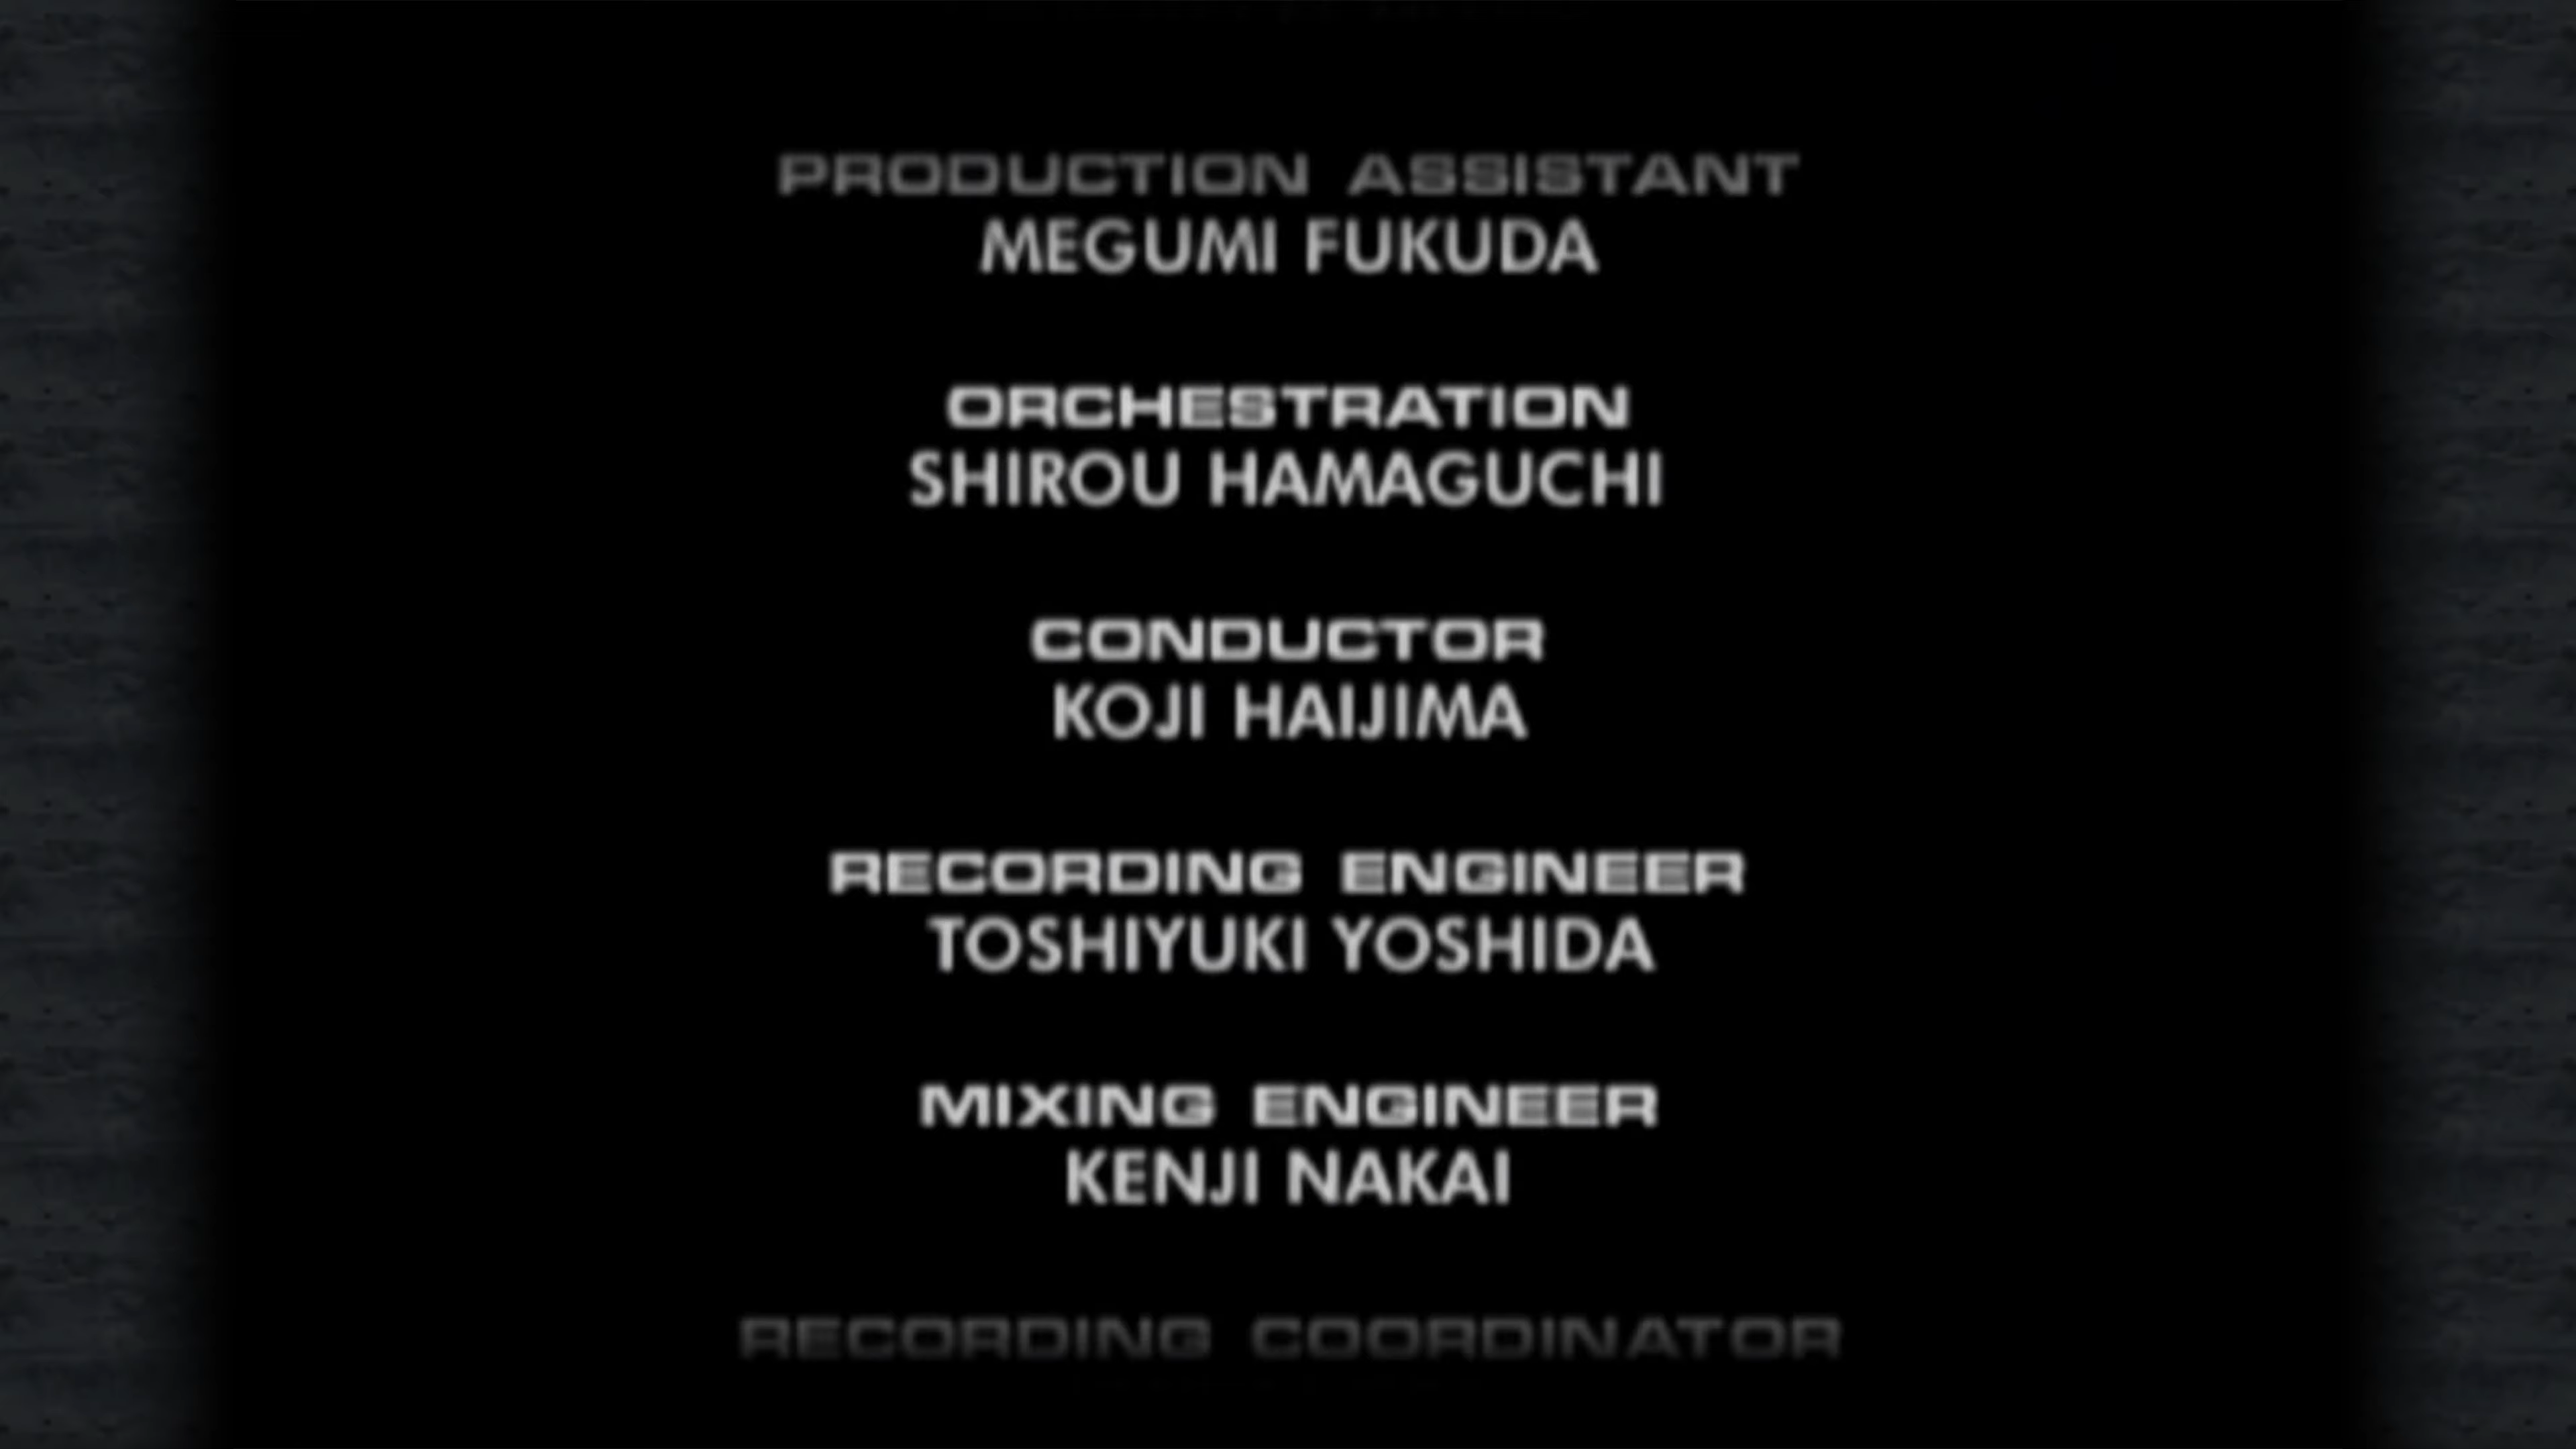 PRODUCTION ASSISTANT
MEGUMI FUKUDA
ORCHESTRATION
SHIROU HAMAGUCHI
CONDUCTOR
KOJI HAIJIMA
RECORDING ENGINEER
TOSHIYUKI YOSHIDA
MIXING ENGINEER
KENJI NAKAI
RECORDING COORDINATOR